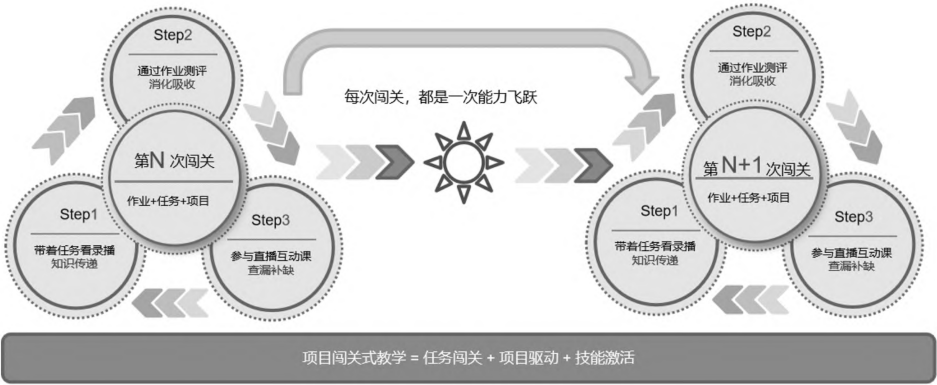 Step2
通过作业测评
消化吸收
第N 次闯关
作业+任务+项目
Step1
带着任务看录播
知识传递
Step3
参与直播互动课
查漏补缺
每次闯关，都是一次能力飞跃
Step2
通过作业测评
消化吸收
第 N+1 次闯关
作业+任务+项目
Step1
带着任务看录播
知识传递
Step3
参与直播互动课
查漏补缺
项目闯关式教学 = 任务闯关 + 项目驱动 + 技能激活